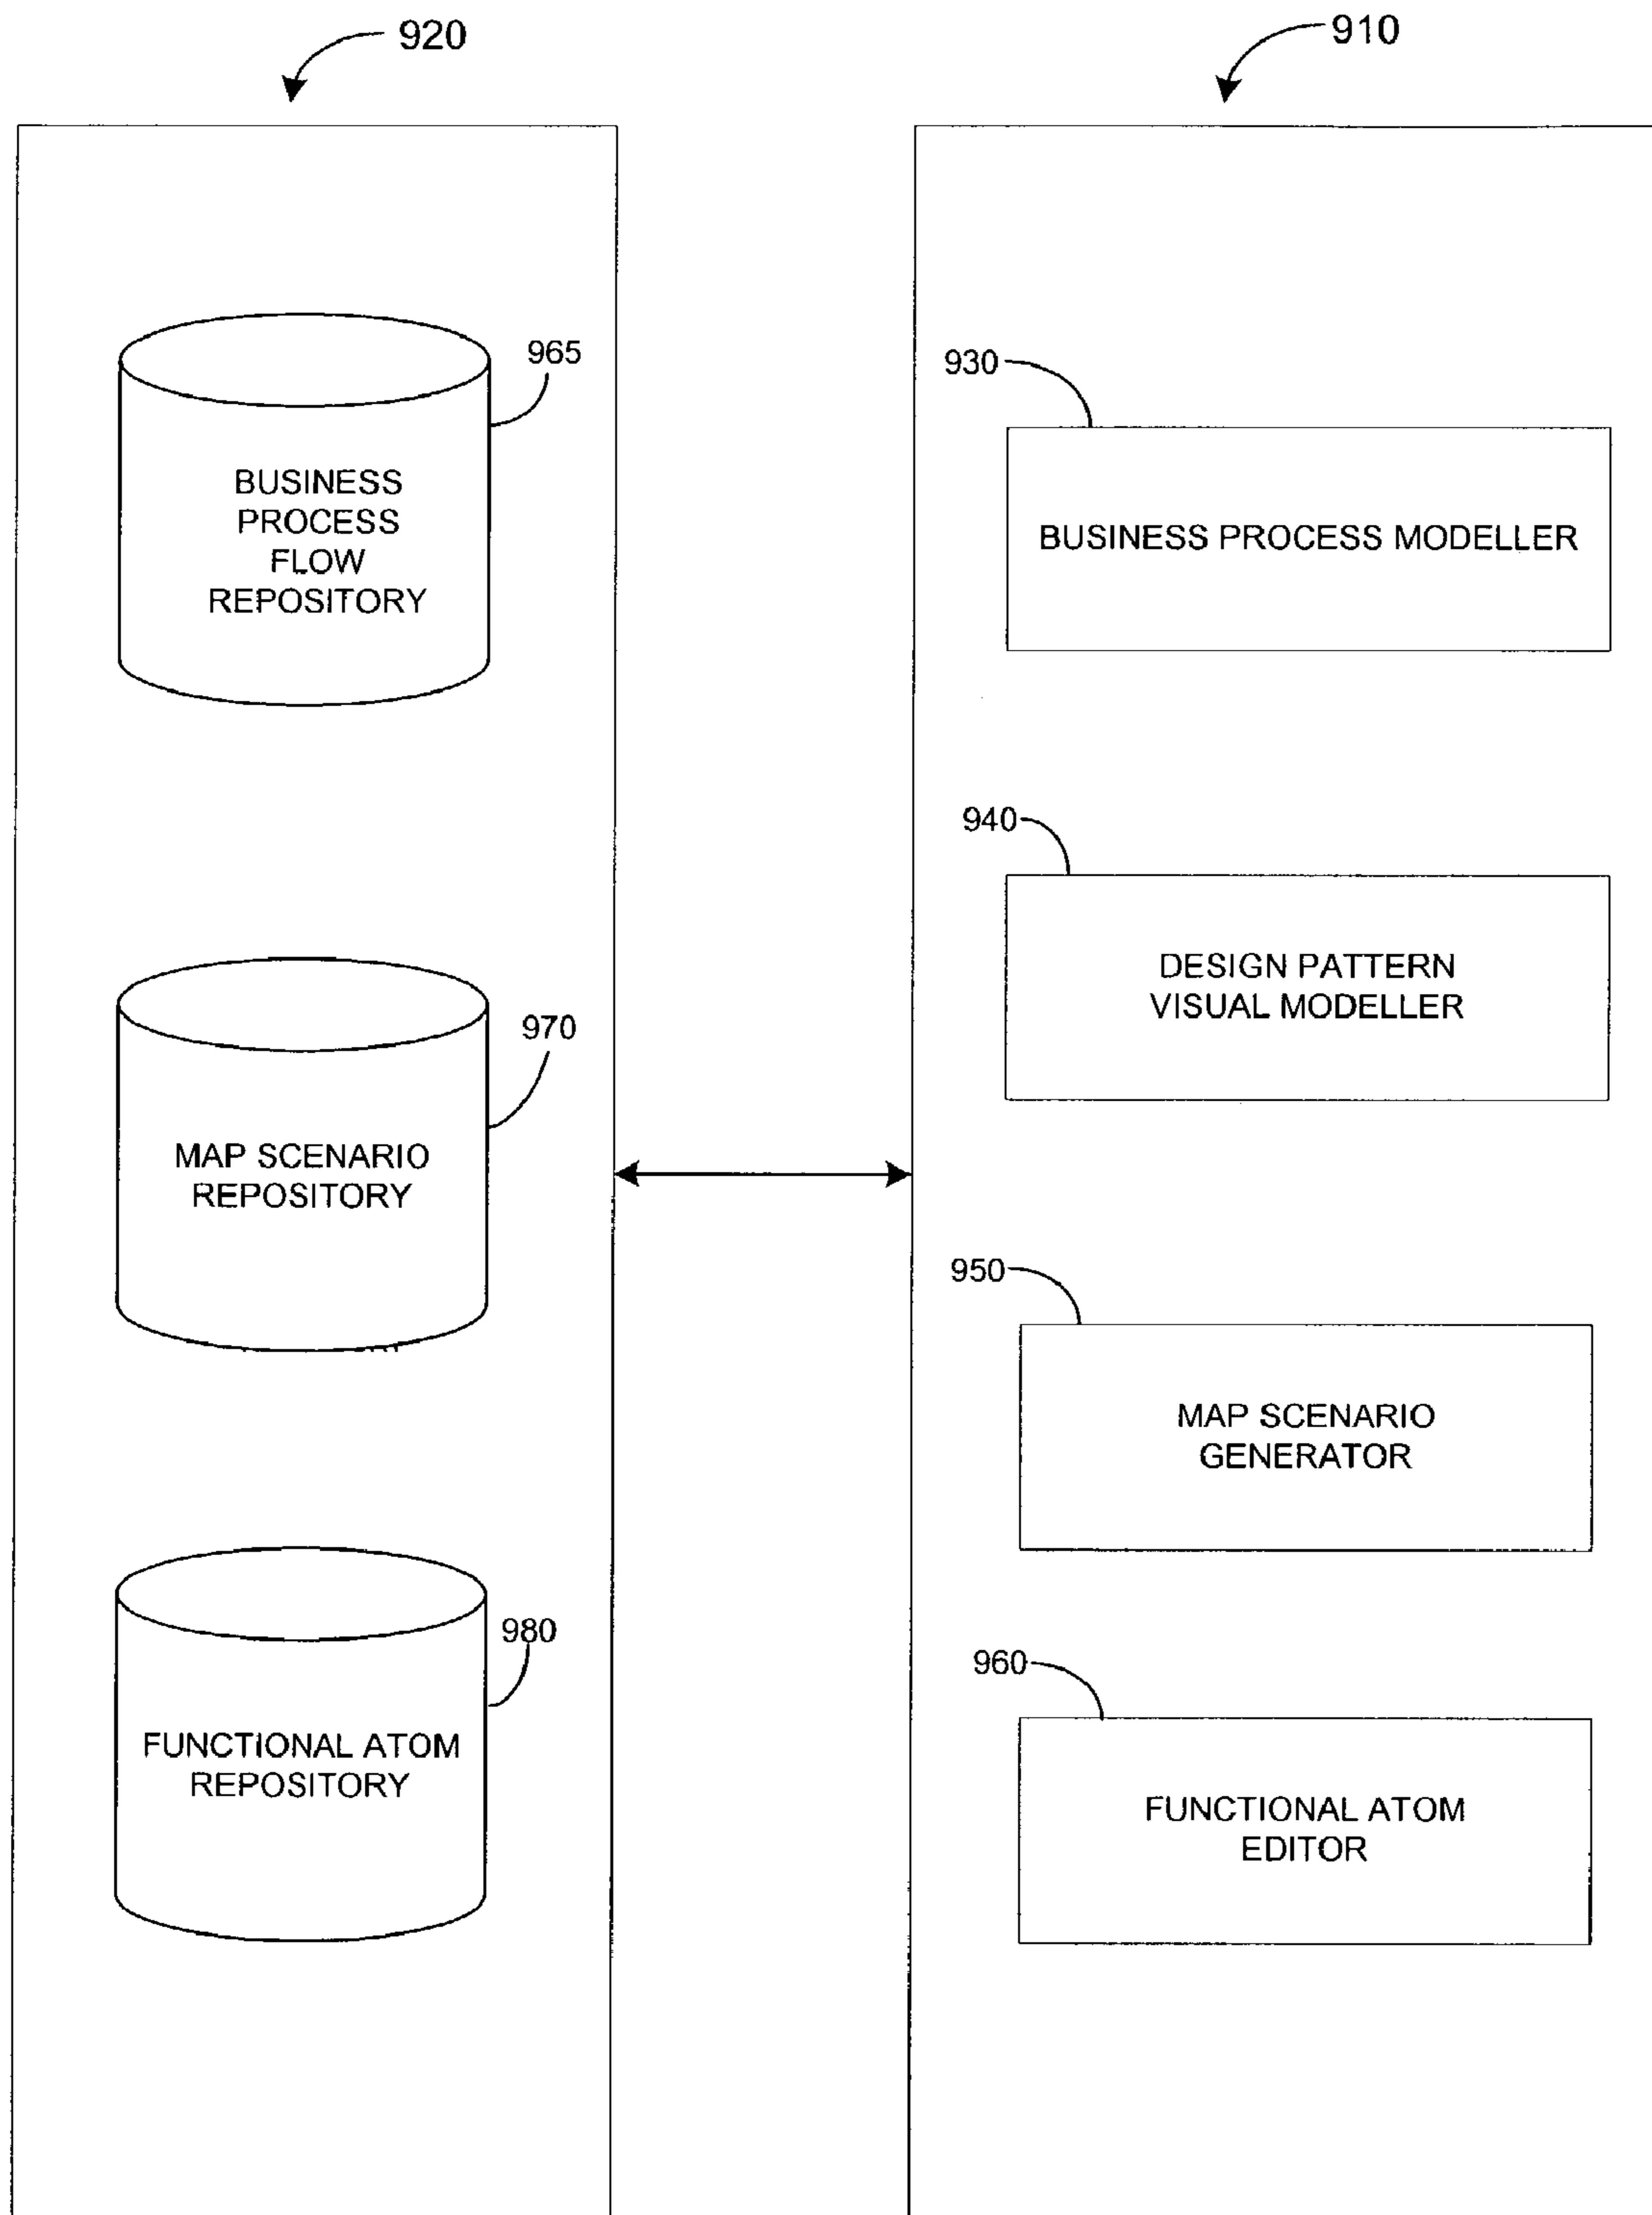 920
910
965
BUSINESS
PROCESS
FLOW
REPOSITORY
930
BUSINESS PROCESS MODELLER
940
DESIGN PATTERN
VISUAL MODELLER
970
MAP SCENARIO
REPOSITORY
950
MAP SCENARIO
GENERATOR
980
FUNCTIONAL ATOM
REPOSITORY
960
FUNCTIONAL ATOM
EDITOR